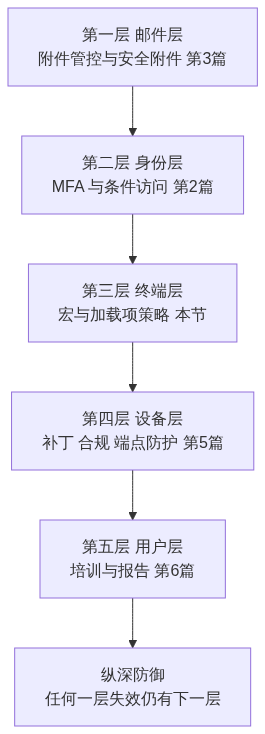 第一层 邮件层
附件管控与安全附件 第3篇
第二层 身份层
MFA 与条件访问 第2篇
第三层 终端层
宏与加载项策略 本节
第四层 设备层
补丁 合规 端点防护 第5篇
第五层 用户层
培训与报告 第6篇
纵深防御
任何一层失效仍有下一层